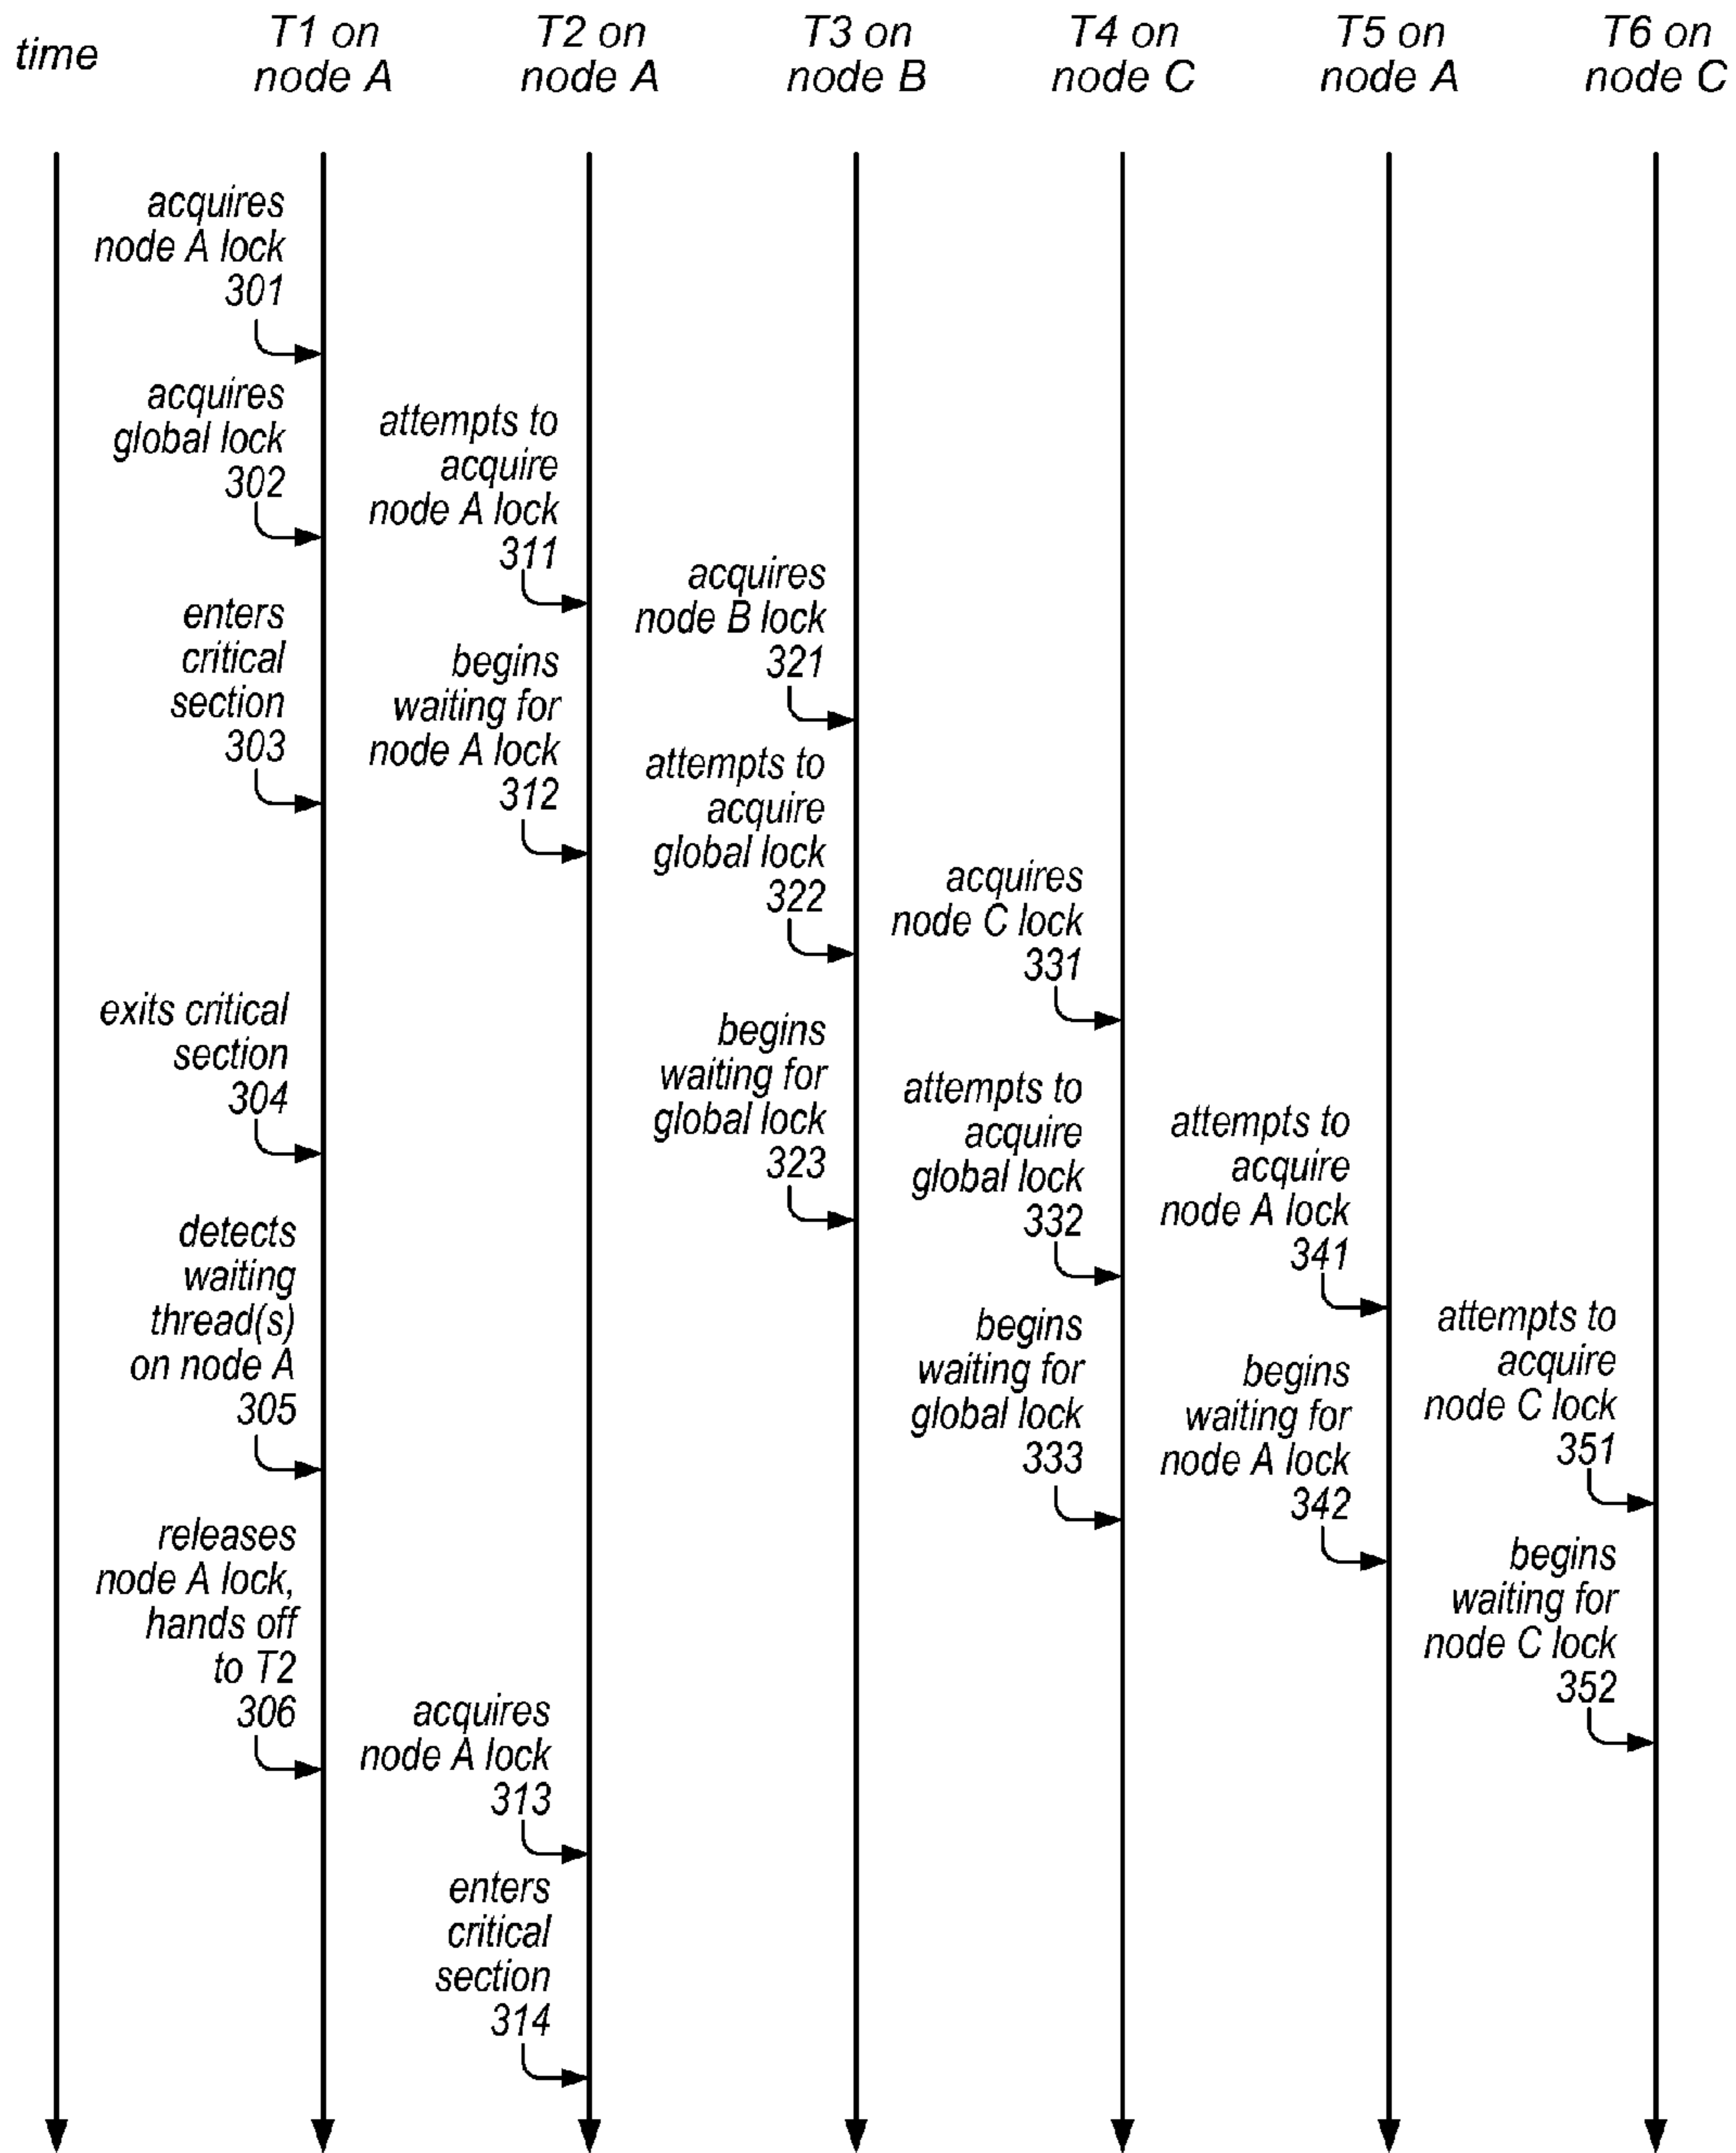 time
T1 on
node A
T2 on
node A
T3 on
node B
T4 on
node C
T5 on
node A
T6 on
node C
acquires
node A lock
301
acquires
global lock
302
enters
critical
section
303
exits critical
section
304
detects
waiting
thread(s)
on node A
305
releases
node A lock,
hands off
to T2
306
attempts to
acquire
node A lock
311
begins
waiting for
node A lock
312
acquires
node A lock
313
enters
critical
section
314
acquires
node B lock
321
attempts to
acquire
global lock
322
begins
waiting for
global lock
323
acquires
node C lock
331
attempts to
acquire
global lock
332
begins
waiting for
global lock
333
attempts to
acquire
node A lock
341
begins
waiting for
node A lock
342
attempts to
acquire
node C lock
351
begins
waiting for
node C lock
352